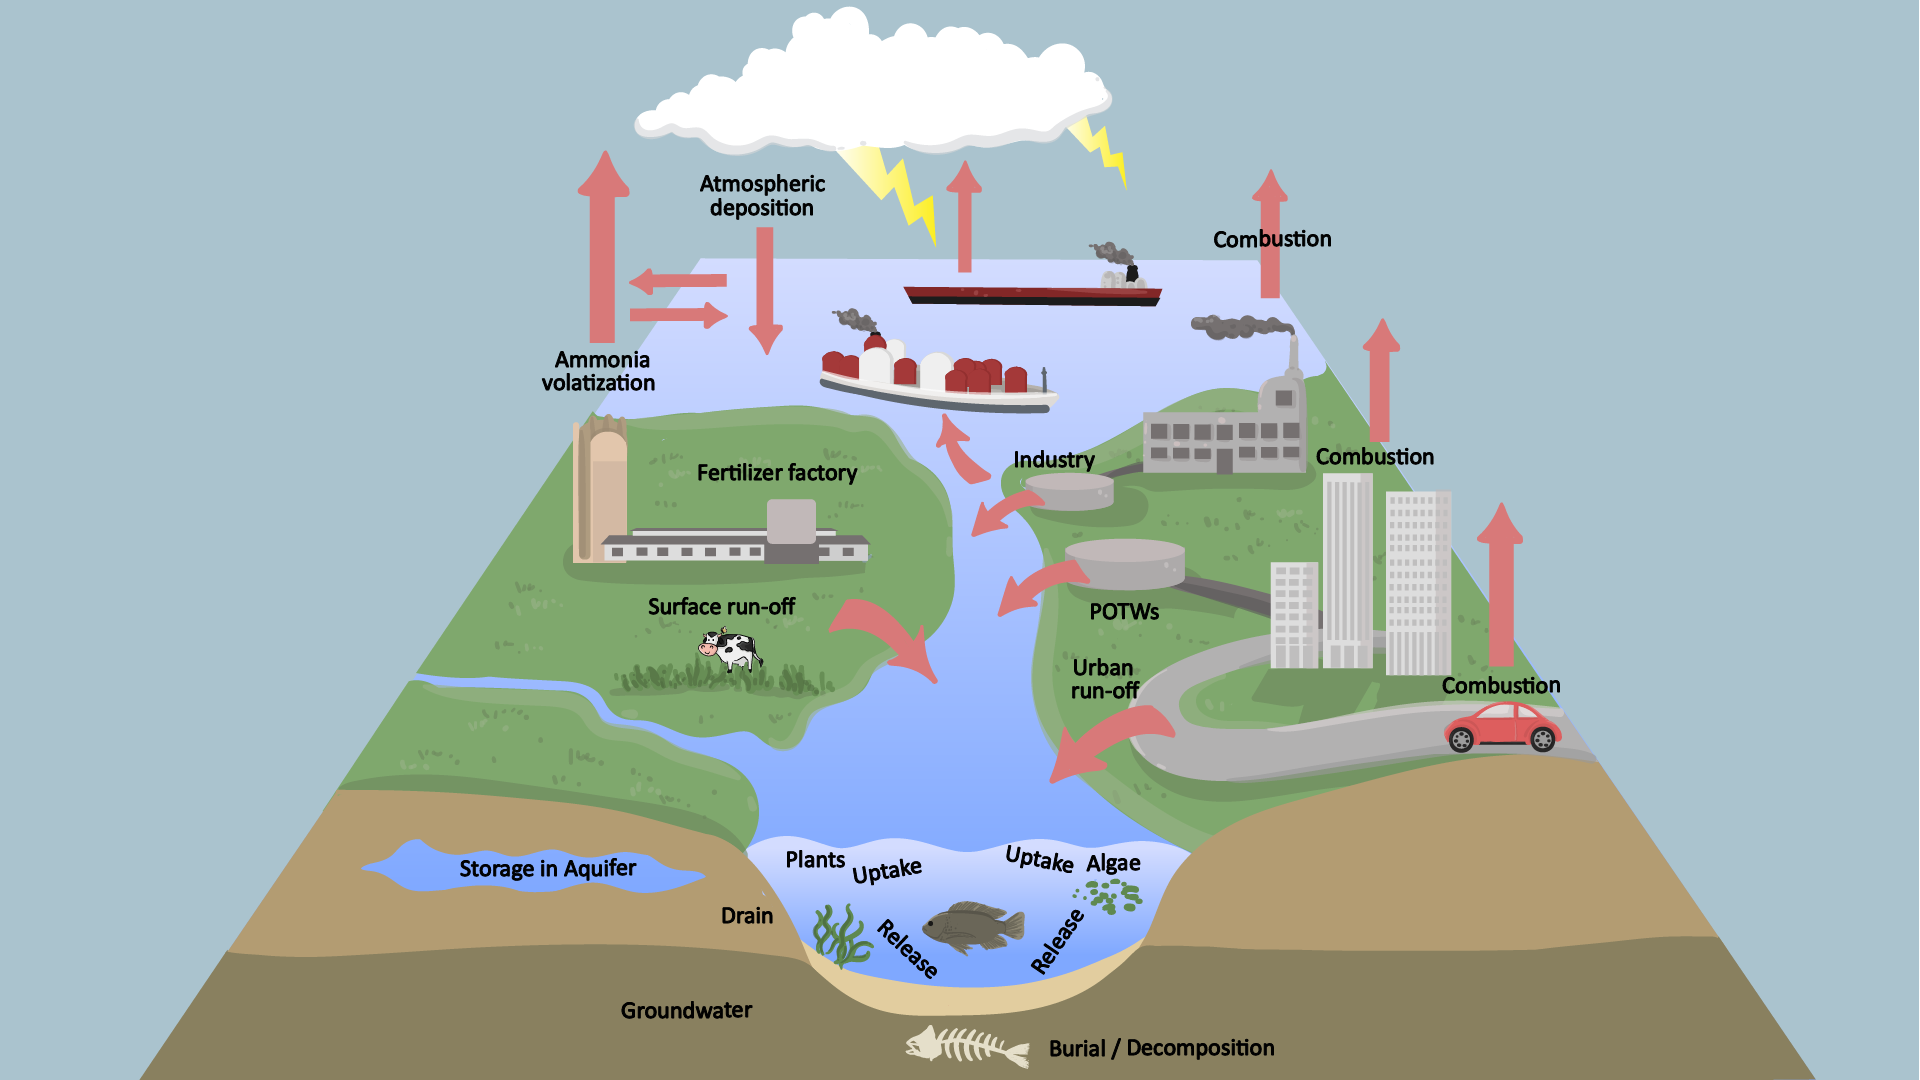 Atmospheric
deposition
Combustion
Ammonia
volatization
Industry
Combustion
Fertilizer factory
Surface run-off
POTWs
Urban
run-off
Combustion
Plants
Uptake
Uptake
Algae
Storage in Aquifer
Drain
Release
Release
Groundwater
Burial / Decomposition